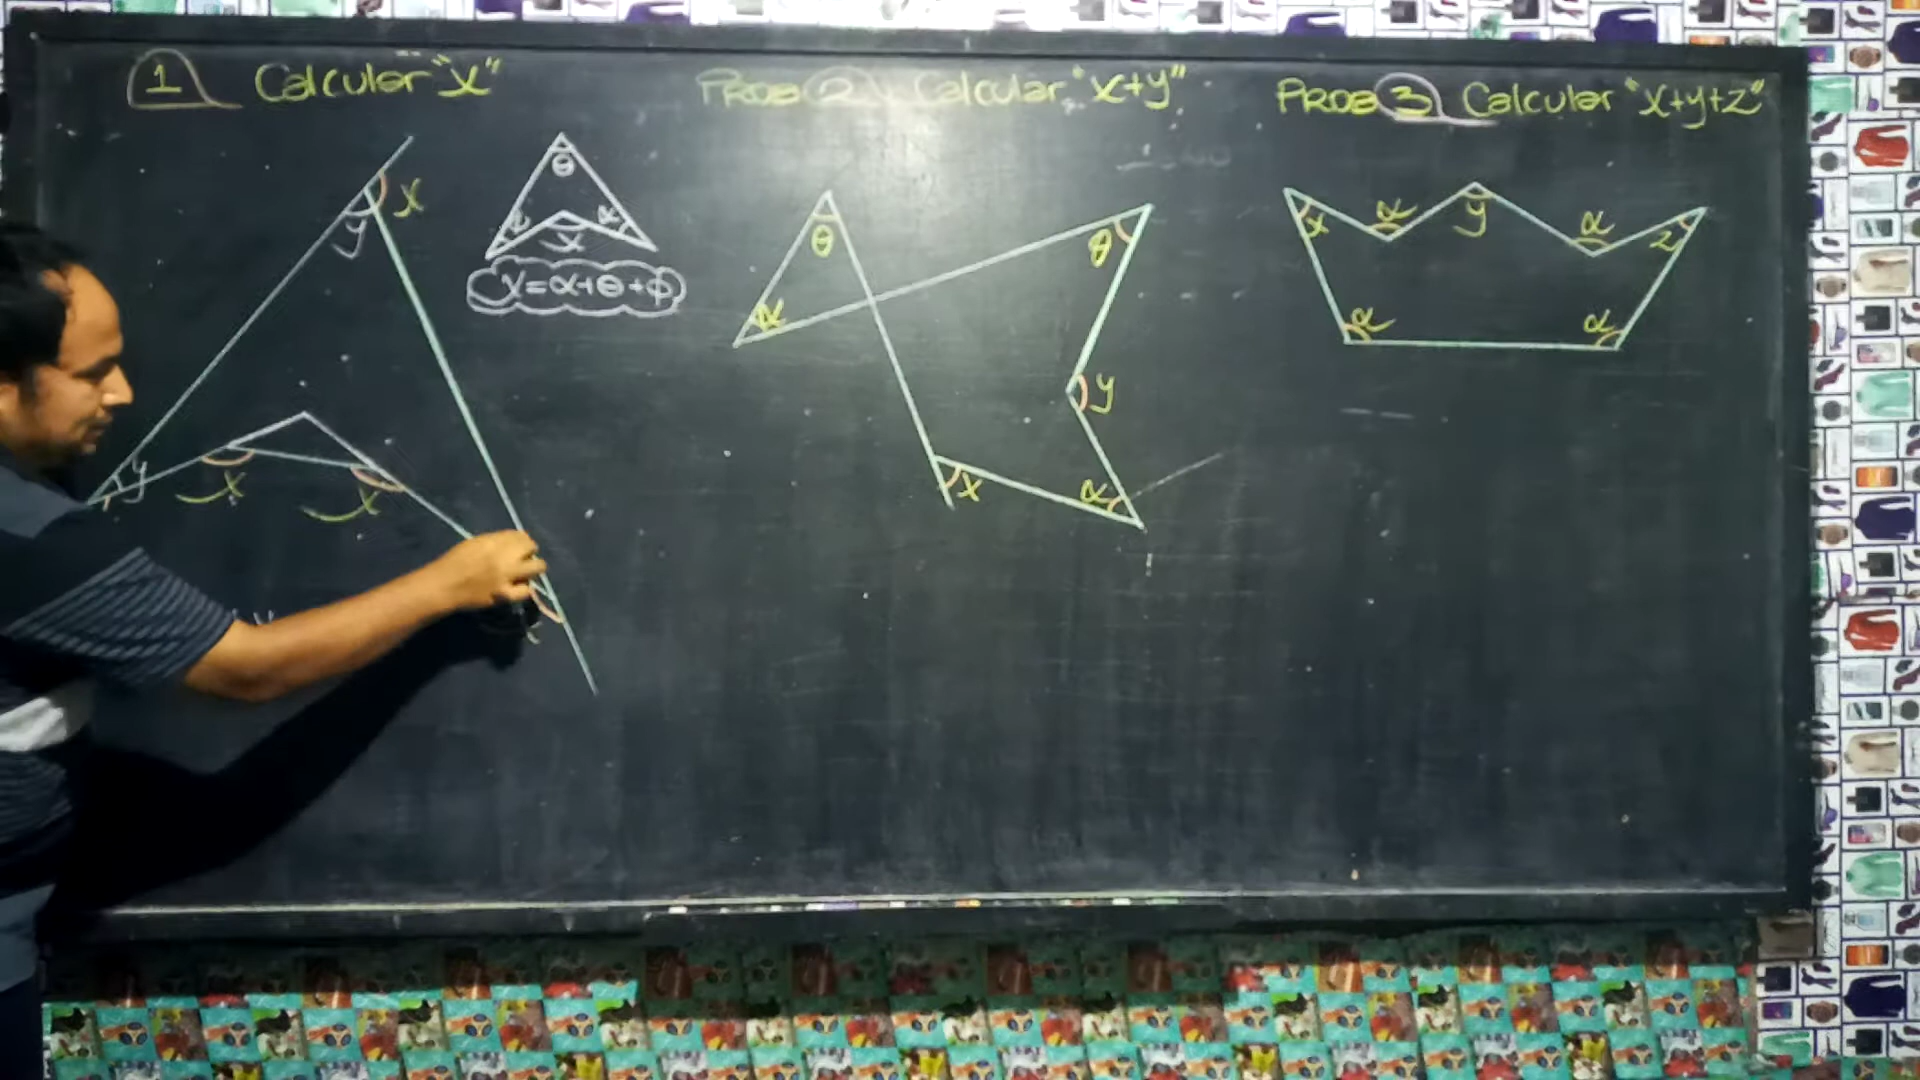 1 Calcular "x"
x
y
y
x
x
θ
α
x
x=α+θ+φ
PROB 2 Calcular "x+y"
θ
θ
α
y
x
α
PROB 3 Calcular "x+y+z"
x
α
y
α
z
α
α